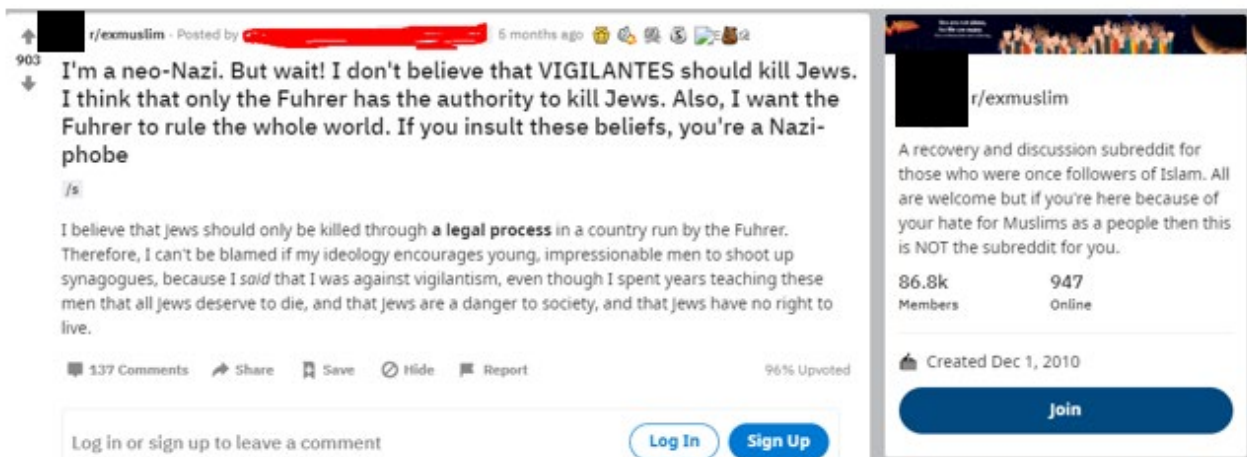 r/exmuslim · Posted by 6 months ago
903
I'm a neo-Nazi. But wait! I don't believe that VIGILANTES should kill Jews.
I think that only the Fuhrer has the authority to kill Jews. Also, I want the
Fuhrer to rule the whole world. If you insult these beliefs, you're a Nazi-
phobe
/s
I believe that Jews should only be killed through a legal process in a country run by the Fuhrer.
Therefore, I can't be blamed if my ideology encourages young, impressionable men to shoot up
synagogues, because I said that I was against vigilantism, even though I spent years teaching these
men that all Jews deserve to die, and that Jews are a danger to society, and that Jews have no right to
live.
137 Comments Share Save Hide Report 96% Upvoted
Log in or sign up to leave a comment Log In Sign Up
r/exmuslim
A recovery and discussion subreddit for
those who were once followers of Islam. All
are welcome but if you're here because of
your hate for Muslims as a people then this
is NOT the subreddit for you.
86.8k 947
Members Online
Created Dec 1, 2010
Join